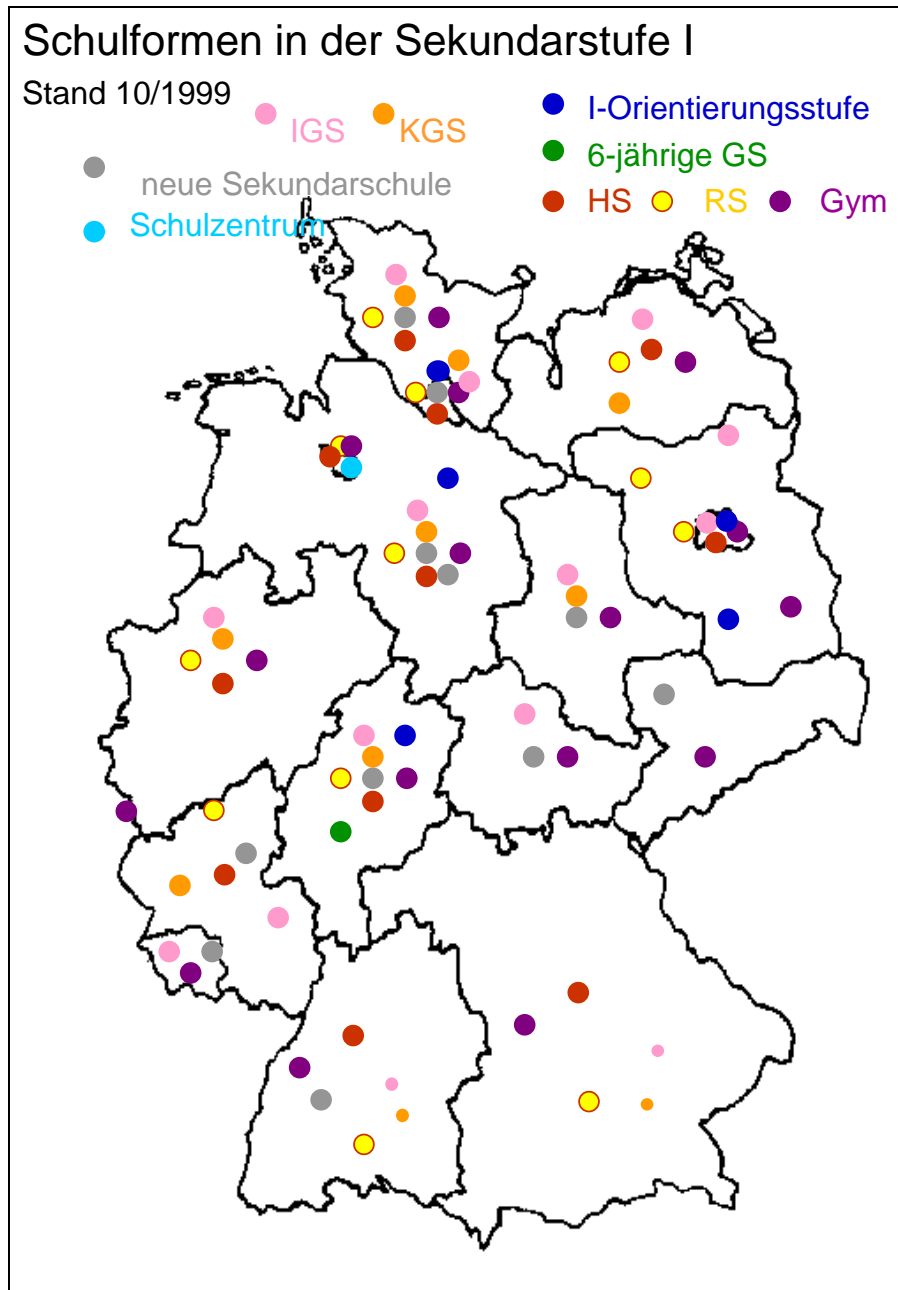 Schulformen in der Sekundarstufe I
Stand 10/1999
IGS
KGS
I-Orientierungsstufe
6-jährige GS
neue Sekundarschule
HS
RS
Gym
Schulzentrum